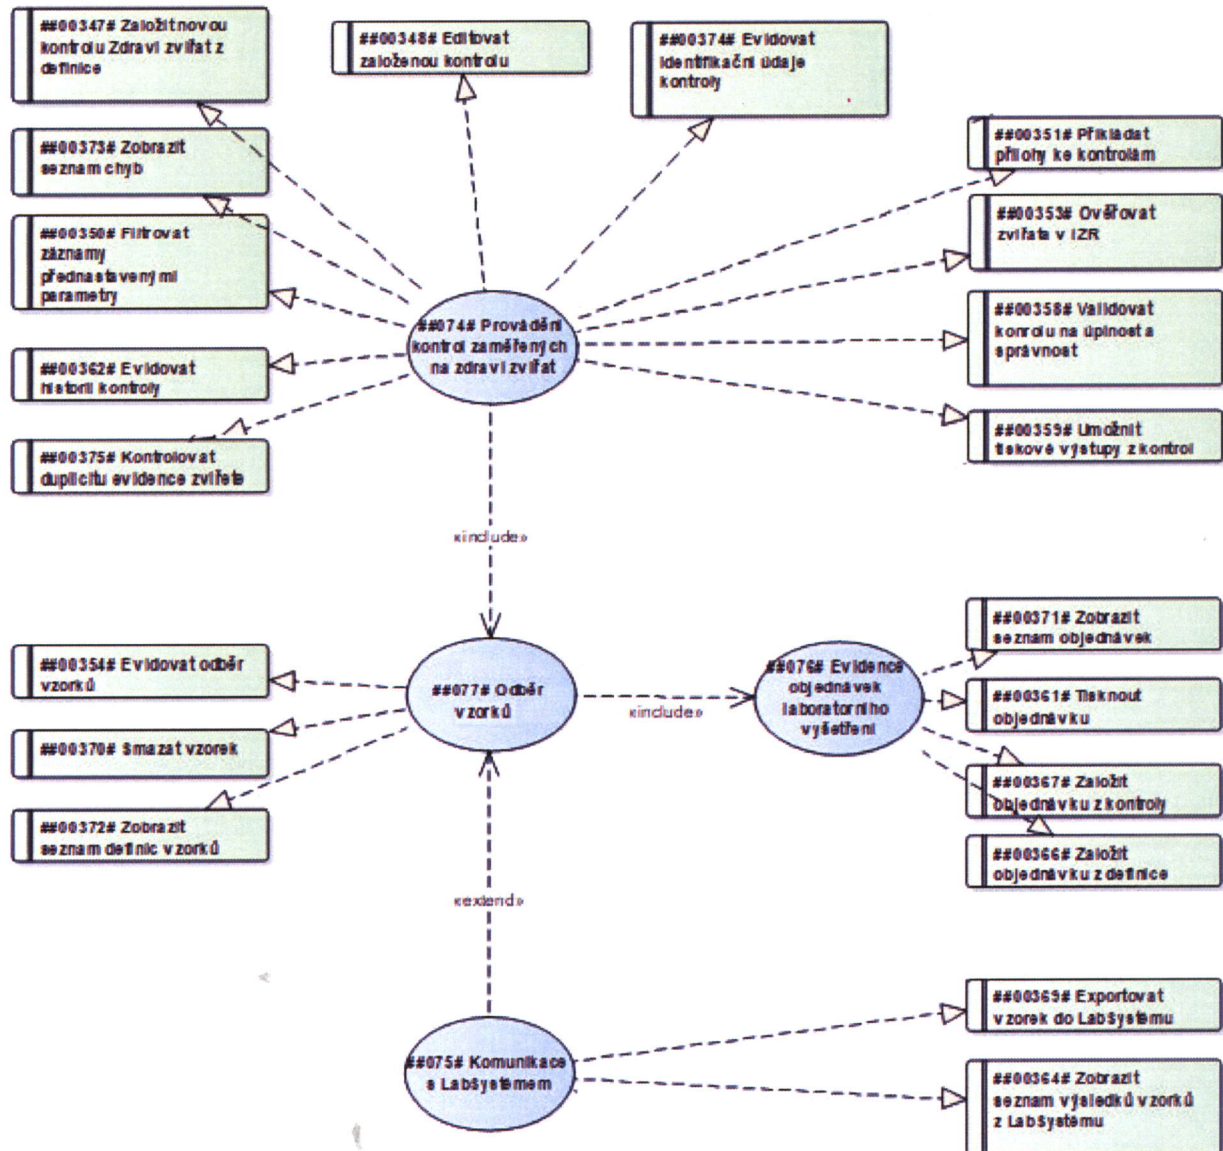 ##00347# Založit novou
kontrolu Zdraví zvířat z
definice
##00348# Editovat
založenou kontrolu
##00374# Evidovat
identifikační údaje
kontroly
##00373# Zobrazit
seznam chyb
##00351# Přikládat
přílohy ke kontrolám
##00350# Filtrovat
záznamy
přednastavenými
parametry
##00353# Ověřovat
zvířata v IZR
##074# Provádění
kontrol zaměřených
na zdraví zvířat
##00358# Validovat
konrolu na úplnost a
správnost
##00362# Evidovat
historii kontroly
##00359# Umožnit
tiskové výstupy z kontrol
##00375# Kontrolovat
duplicitu evidence zvířete
«include»
##00371# Zobrazit
seznam objednávek
##00354# Evidovat odběr
vzorků
##077# Odběr
vzorků
«include»
##076# Evidence
objednávek
laboratorního
vyšetření
##00361# Tisknout
objednávku
##00370# Smazat vzorek
##00367# Založit
objednávku z kontroly
##00372# Zobrazit
seznam definic vzorků
##00366# Založit
objednávku z definice
«extend»
##00369# Exportovat
vzorek do LabSystému
##075# Komunikace
s LabSystémem
##00364# Zobrazit
seznam výsledků vzorků
z LabSystému